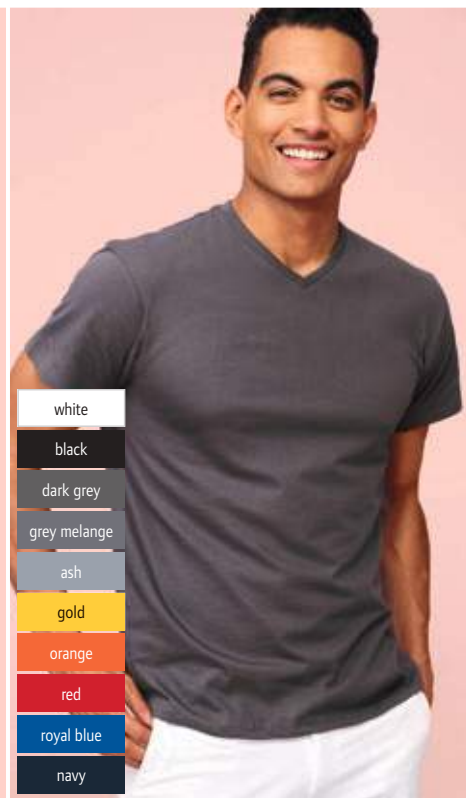 white
black
dark grey
grey melange
ash
gold
orange
red
royal blue
navy